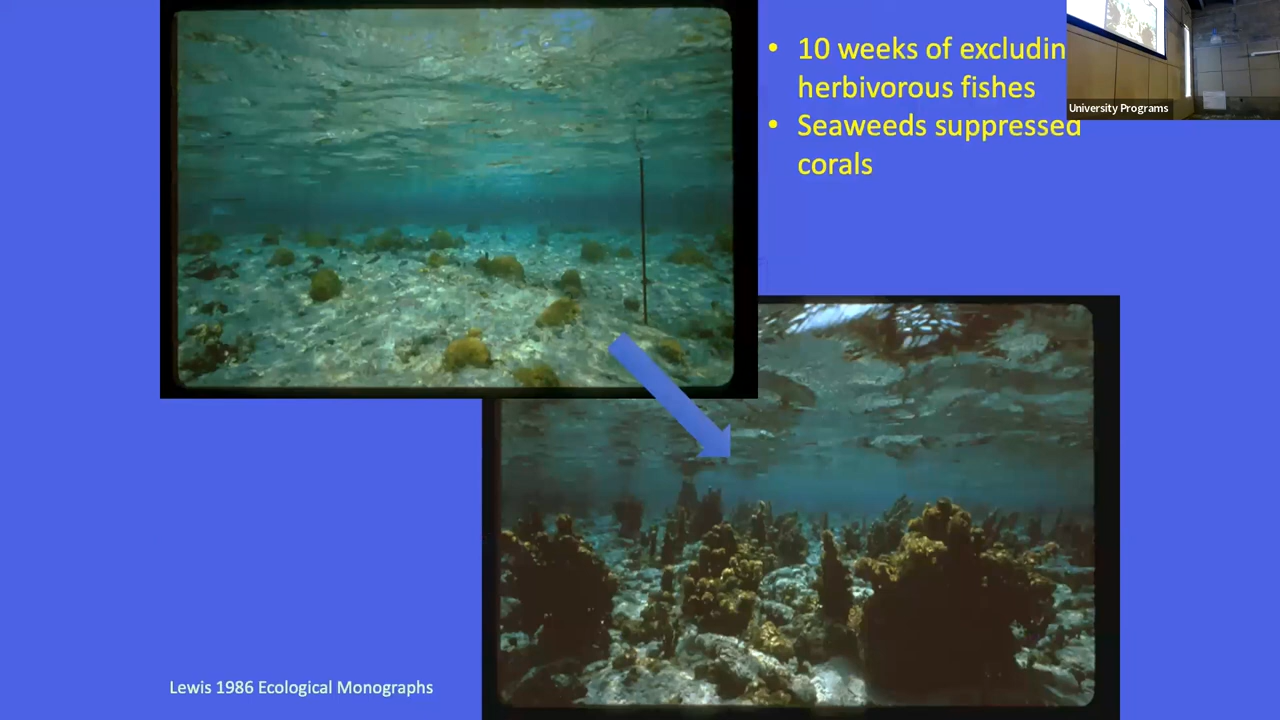 • 10 weeks of excludin
herbivorous fishes
University Programs
• Seaweeds suppressed
corals
Lewis 1986 Ecological Monographs